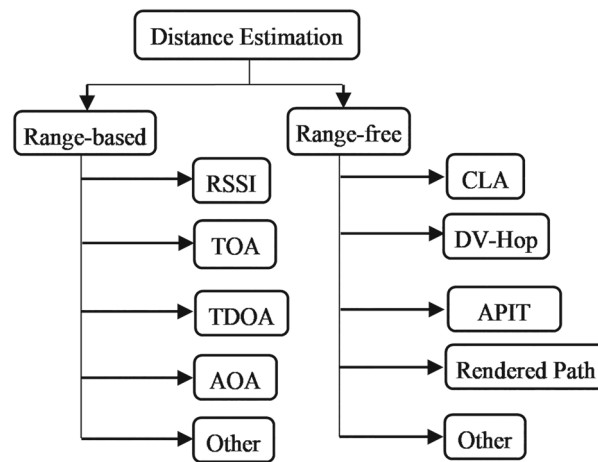 Distance Estimation
Range-based
Range-free
RSSI
TOA
TDOA
AOA
Other
CLA
DV-Hop
APIT
Rendered Path
Other